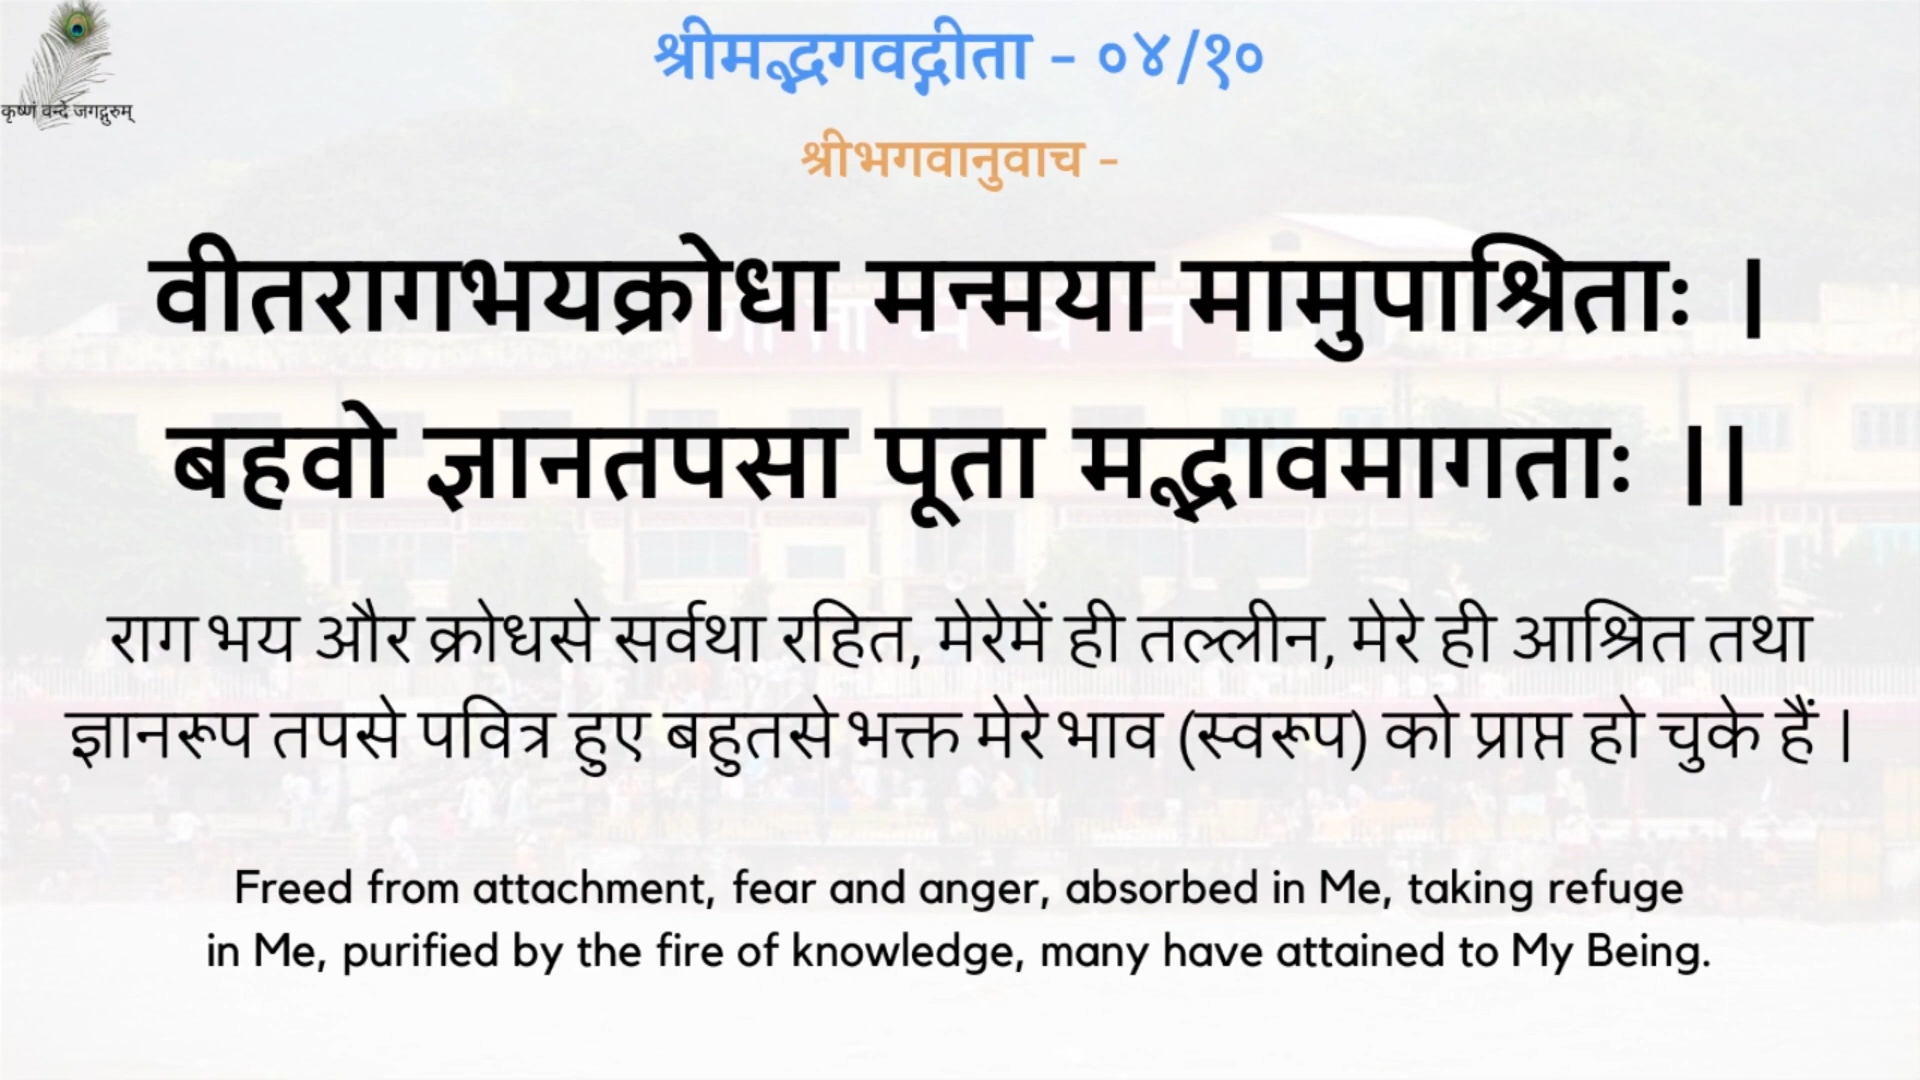 श्रीमद्भगवद्गीता - ०४/१०
कृष्णं वन्दे जगद्गुरुम्
श्रीभगवानुवाच -
वीतरागभयक्रोधा मन्मया मामुपाश्रिताः |
बहवो ज्ञानतपसा पूता मद्भावमागताः ||
राग भय और क्रोधसे सर्वथा रहित, मेरेमें ही तल्लीन, मेरे ही आश्रित तथा
ज्ञानरूप तपसे पवित्र हुए बहुतसे भक्त मेरे भाव (स्वरूप) को प्राप्त हो चुके हैं |
Freed from attachment, fear and anger, absorbed in Me, taking refuge
in Me, purified by the fire of knowledge, many have attained to My Being.